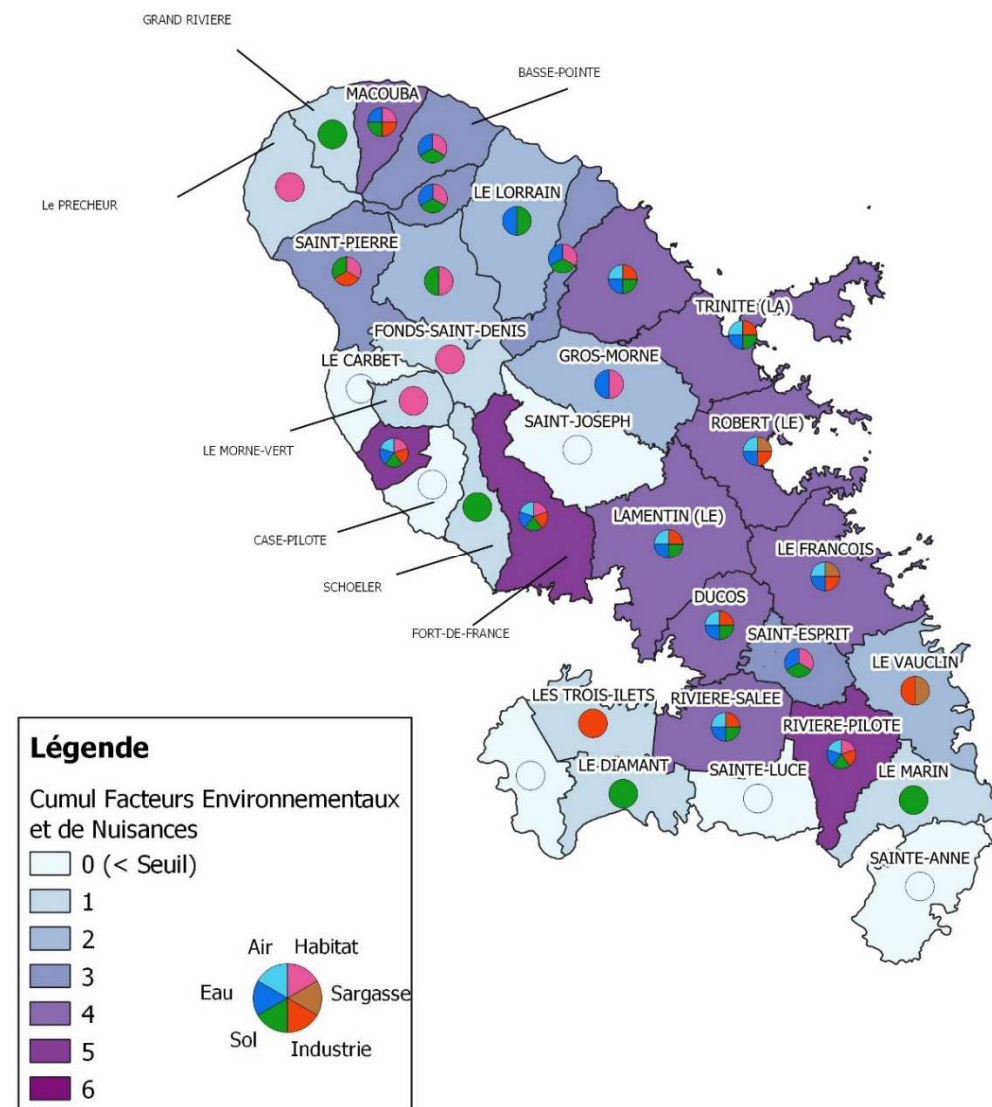 GRAND RIVIERE
BASSE-POINTE
MACOUBA
Le PRECHEUR
LE LORRAIN
SAINT-PIERRE
TRINITE (LA)
FONDS-SAINT-DENIS
LE CARBET
GROS-MORNE
SAINT-JOSEPH
ROBERT (LE)
LE MORNE-VERT
LAMENTIN (LE)
CASE-PILOTE
LE FRANCOIS
SCHOELER
DUCOS
FORT-DE-FRANCE
SAINT-ESPRIT
LE VAUCLIN
LES TROIS-ILETS
RIVIERE-SALEE
RIVIERE-PILOTE
LE DIAMANT
SAINTE-LUCE
LE MARIN
SAINTE-ANNE
Légende
Cumul Facteurs Environnementaux
et de Nuisances
0 (< Seuil)
1
2
3
4
5
6
Air Habitat
Eau Sargasse
Sol Industrie